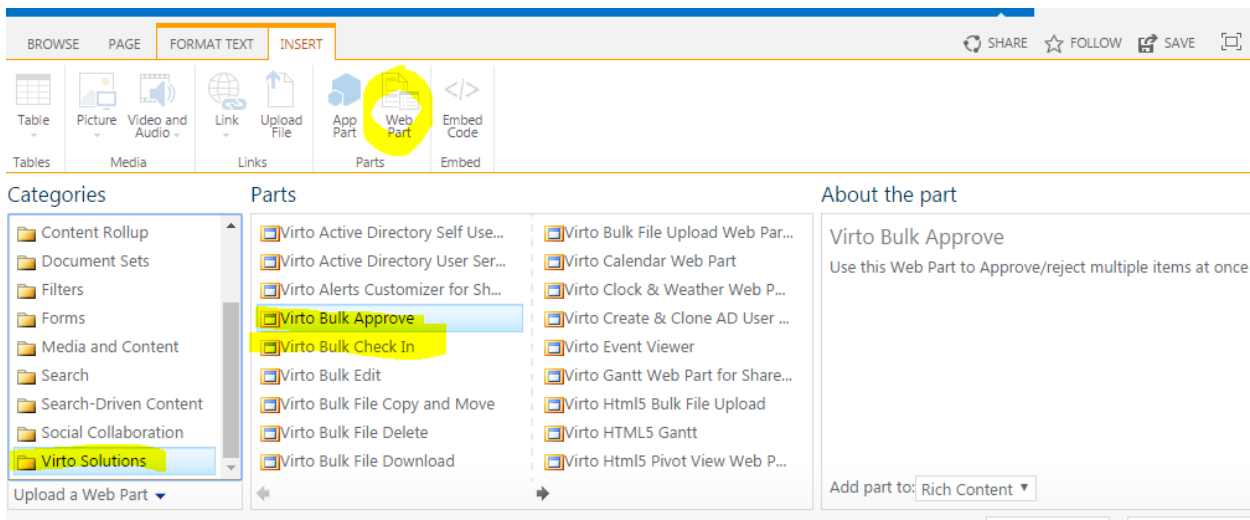 BROWSE PAGE FORMAT TEXT INSERT SHARE FOLLOW SAVE
Table Picture Video and Audio Link Upload File App Part Web Part Embed Code
Tables Media Links Parts Embed
Categories
Content Rollup
Document Sets
Filters
Forms
Media and Content
Search
Search-Driven Content
Social Collaboration
Virto Solutions
Upload a Web Part
Parts
Virto Active Directory Self Use...
Virto Active Directory User Ser...
Virto Alerts Customizer for Sh...
Virto Bulk Approve
Virto Bulk Check In
Virto Bulk Edit
Virto Bulk File Copy and Move
Virto Bulk File Delete
Virto Bulk File Download
Virto Bulk File Upload Web Par...
Virto Calendar Web Part
Virto Clock & Weather Web P...
Virto Create & Clone AD User ...
Virto Event Viewer
Virto Gantt Web Part for Share...
Virto Html5 Bulk File Upload
Virto HTML5 Gantt
Virto Html5 Pivot View Web P...
About the part
Virto Bulk Approve
Use this Web Part to Approve/reject multiple items at once
Add part to: Rich Content